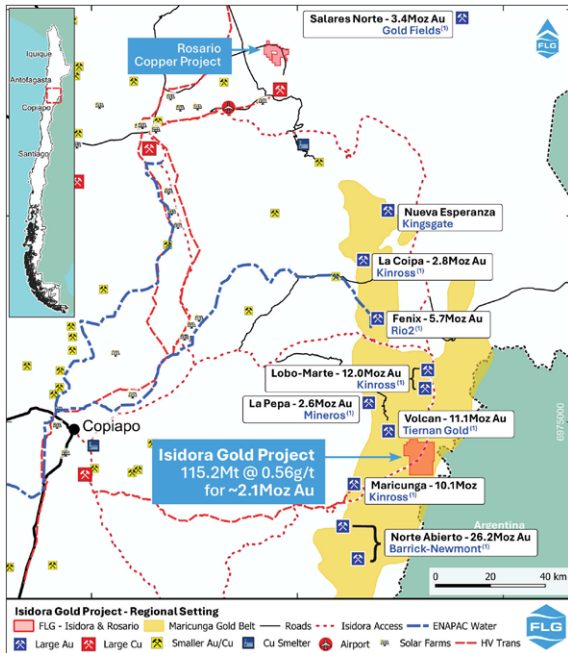 Salares Norte - 3.4Moz Au
Gold Fields(1)
FLG
Rosario
Copper Project
Iquique
Antofagasta
Copiapo
Santiago
Nueva Esperanza
Kingsgate
La Coipa - 2.8Moz Au
Kinross(1)
Fenix - 5.7Moz Au
Rio2(1)
Lobo-Marte - 12.0Moz Au
Kinross(1)
La Pepa - 2.6Moz Au
Mineros(1)
Volcan - 11.1Moz Au
Tiernan Gold(1)
6975000
Copiapo
Isidora Gold Project
115.2Mt @ 0.56g/t
for ~2.1Moz Au
Maricunga - 10.1Moz
Kinross(1)
Norte Abierto - 26.2Moz Au
Barrick-Newmont(1)
Argentina
0 20 40 km
Isidora Gold Project - Regional Setting
FLG - Isidora & Rosario Maricunga Gold Belt Roads Isidora Access ENAPAC Water
Large Au Large Cu Smaller Au/Cu Cu Smelter Airport Solar Farms HV Trans
FLG